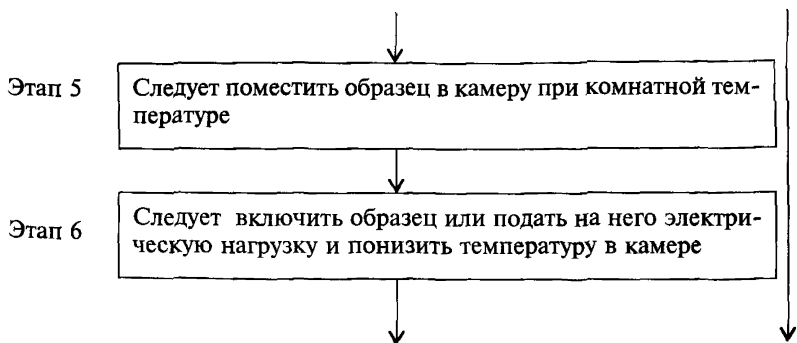 Этап 5
Следует поместить образец в камеру при комнатной тем-
пературе
Этап 6
Следует включить образец или подать на него электри-
ческую нагрузку и понизить температуру в камере